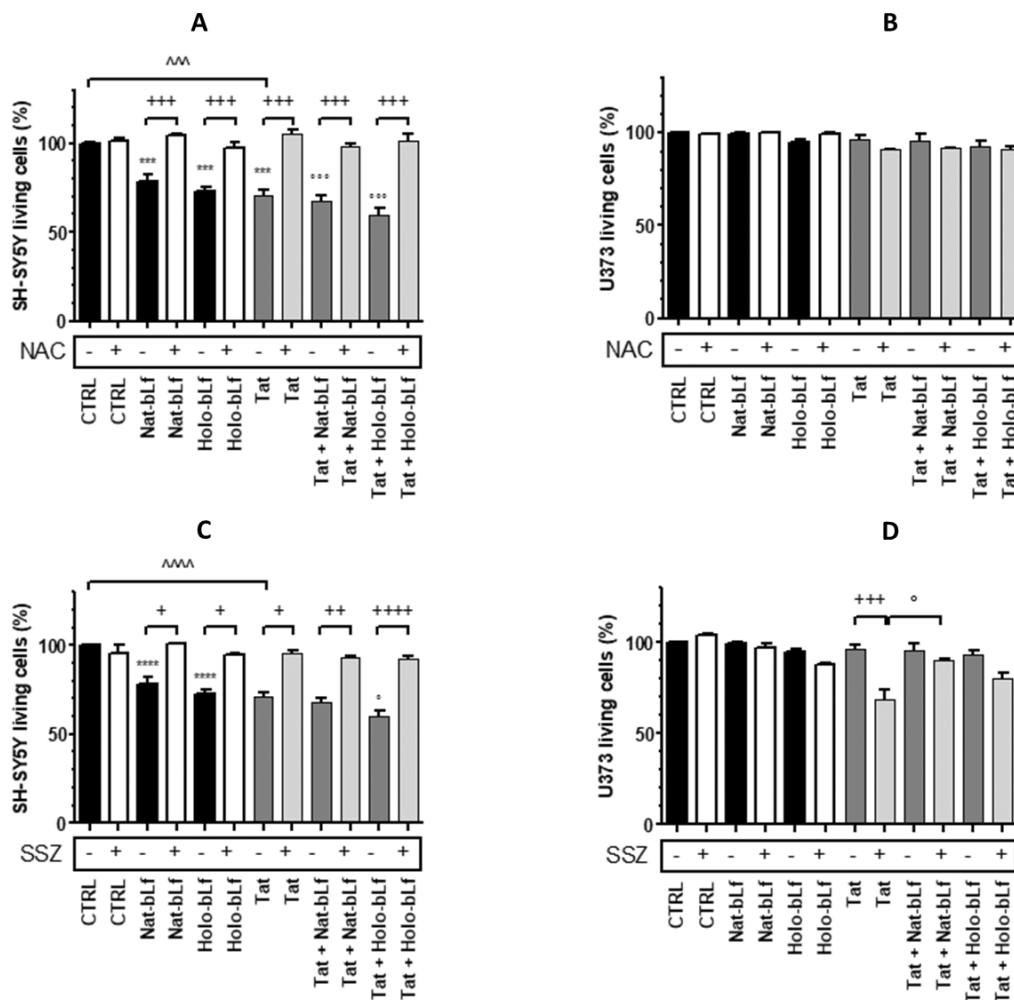 A
^^^
+++ +++ +++ +++ +++
*** *** *** °°° °°°
SH-SY5Y living cells (%)
100
50
0
NAC - + - + - + - + - + - +
CTRL
CTRL
Nat-bLf
Nat-bLf
Holo-bLf
Holo-bLf
Tat
Tat
Tat + Nat-bLf
Tat + Nat-bLf
Tat + Holo-bLf
Tat + Holo-bLf
B
U373 living cells (%)
100
50
0
NAC - + - + - + - + - + - +
CTRL
CTRL
Nat-bLf
Nat-bLf
Holo-bLf
Holo-bLf
Tat
Tat
Tat + Nat-bLf
Tat + Nat-bLf
Tat + Holo-bLf
Tat + Holo-bLf
C
^^^^
+ + + ++ ++++
**** **** °
SH-SY5Y living cells (%)
100
50
0
SSZ - + - + - + - + - + - +
CTRL
CTRL
Nat-bLf
Nat-bLf
Holo-bLf
Holo-bLf
Tat
Tat
Tat + Nat-bLf
Tat + Nat-bLf
Tat + Holo-bLf
Tat + Holo-bLf
D
+++ °
U373 living cells (%)
100
50
0
SSZ - + - + - + - + - + - +
CTRL
CTRL
Nat-bLf
Nat-bLf
Holo-bLf
Holo-bLf
Tat
Tat
Tat + Nat-bLf
Tat + Nat-bLf
Tat + Holo-bLf
Tat + Holo-bLf